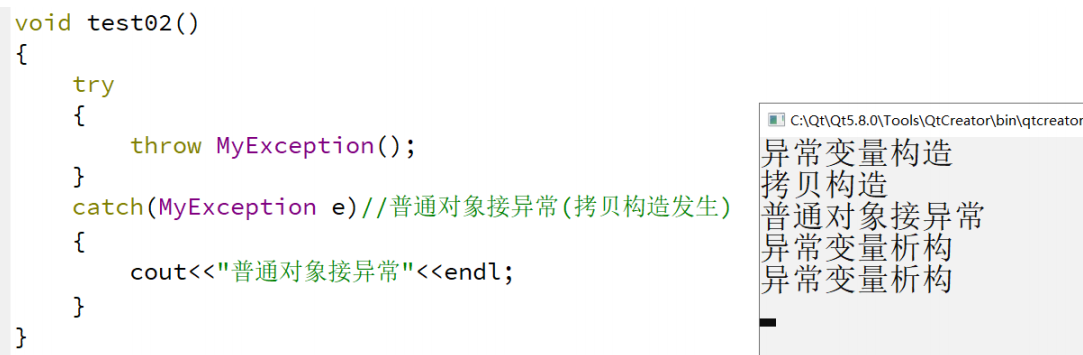 void test02()
{
try
{
throw MyException();
}
catch(MyException e)//普通对象接异常(拷贝构造发生)
{
cout<<"普通对象接异常"<<endl;
}
}
C:\Qt\Qt5.8.0\Tools\QtCreator\bin\qtcreator
异常变量构造
拷贝构造
普通对象接异常
异常变量析构
异常变量析构